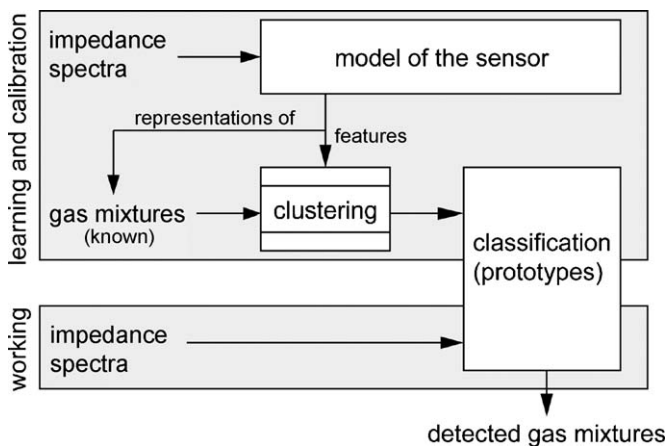 learning and calibration
impedance
spectra
model of the sensor
representations of
features
gas mixtures
(known)
clustering
classification
(prototypes)
working
impedance
spectra
detected gas mixtures